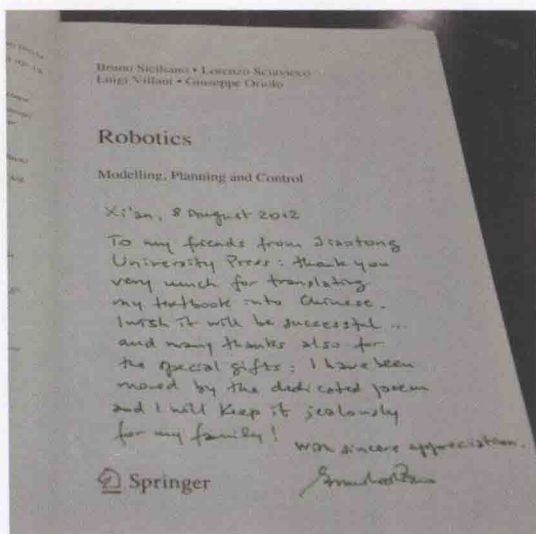 Bruno Siciliano • Lorenzo Sciavicco
Luigi Villani • Giuseppe Oriolo
Robotics
Modelling, Planning and Control
Xi'an, 8 August 2012
To my friends from Jiaotong
University Press: thank you
very much for translating
my textbook into Chinese.
I wish it will be successful ...
and many thanks also for
the special gifts: I have been
moved by the dedicated poem
and I will keep it jealously
for my family!
With sincere appreciation.
Springer